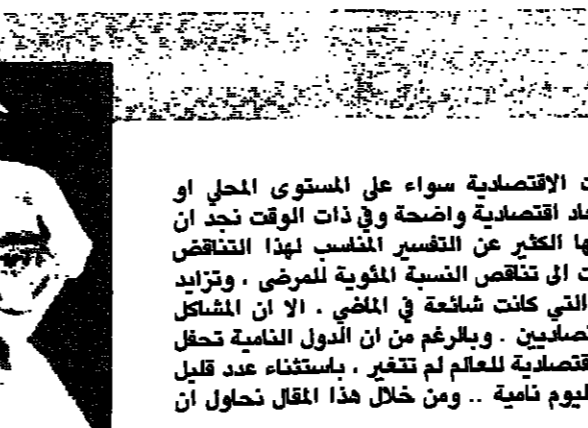 ت الاقتصادية سواء على المستوى المحلي او
اقتصادية واضحة وفي ذات الوقت نجد ان
ها الكثير عن التفسير المناسب لهذا التناقض
ت الى تناقص النسبة المئوية للمرضى ، وتزايد
التي كانت شائعة في الماضي . الا ان المشاكل
صاديين . وبالرغم من ان الدول النامية تحفل
قتصادية للعالم لم تتغير ، باستثناء عدد قليل
ليوم نامية .. ومن خلال هذا المقال نحاول ان